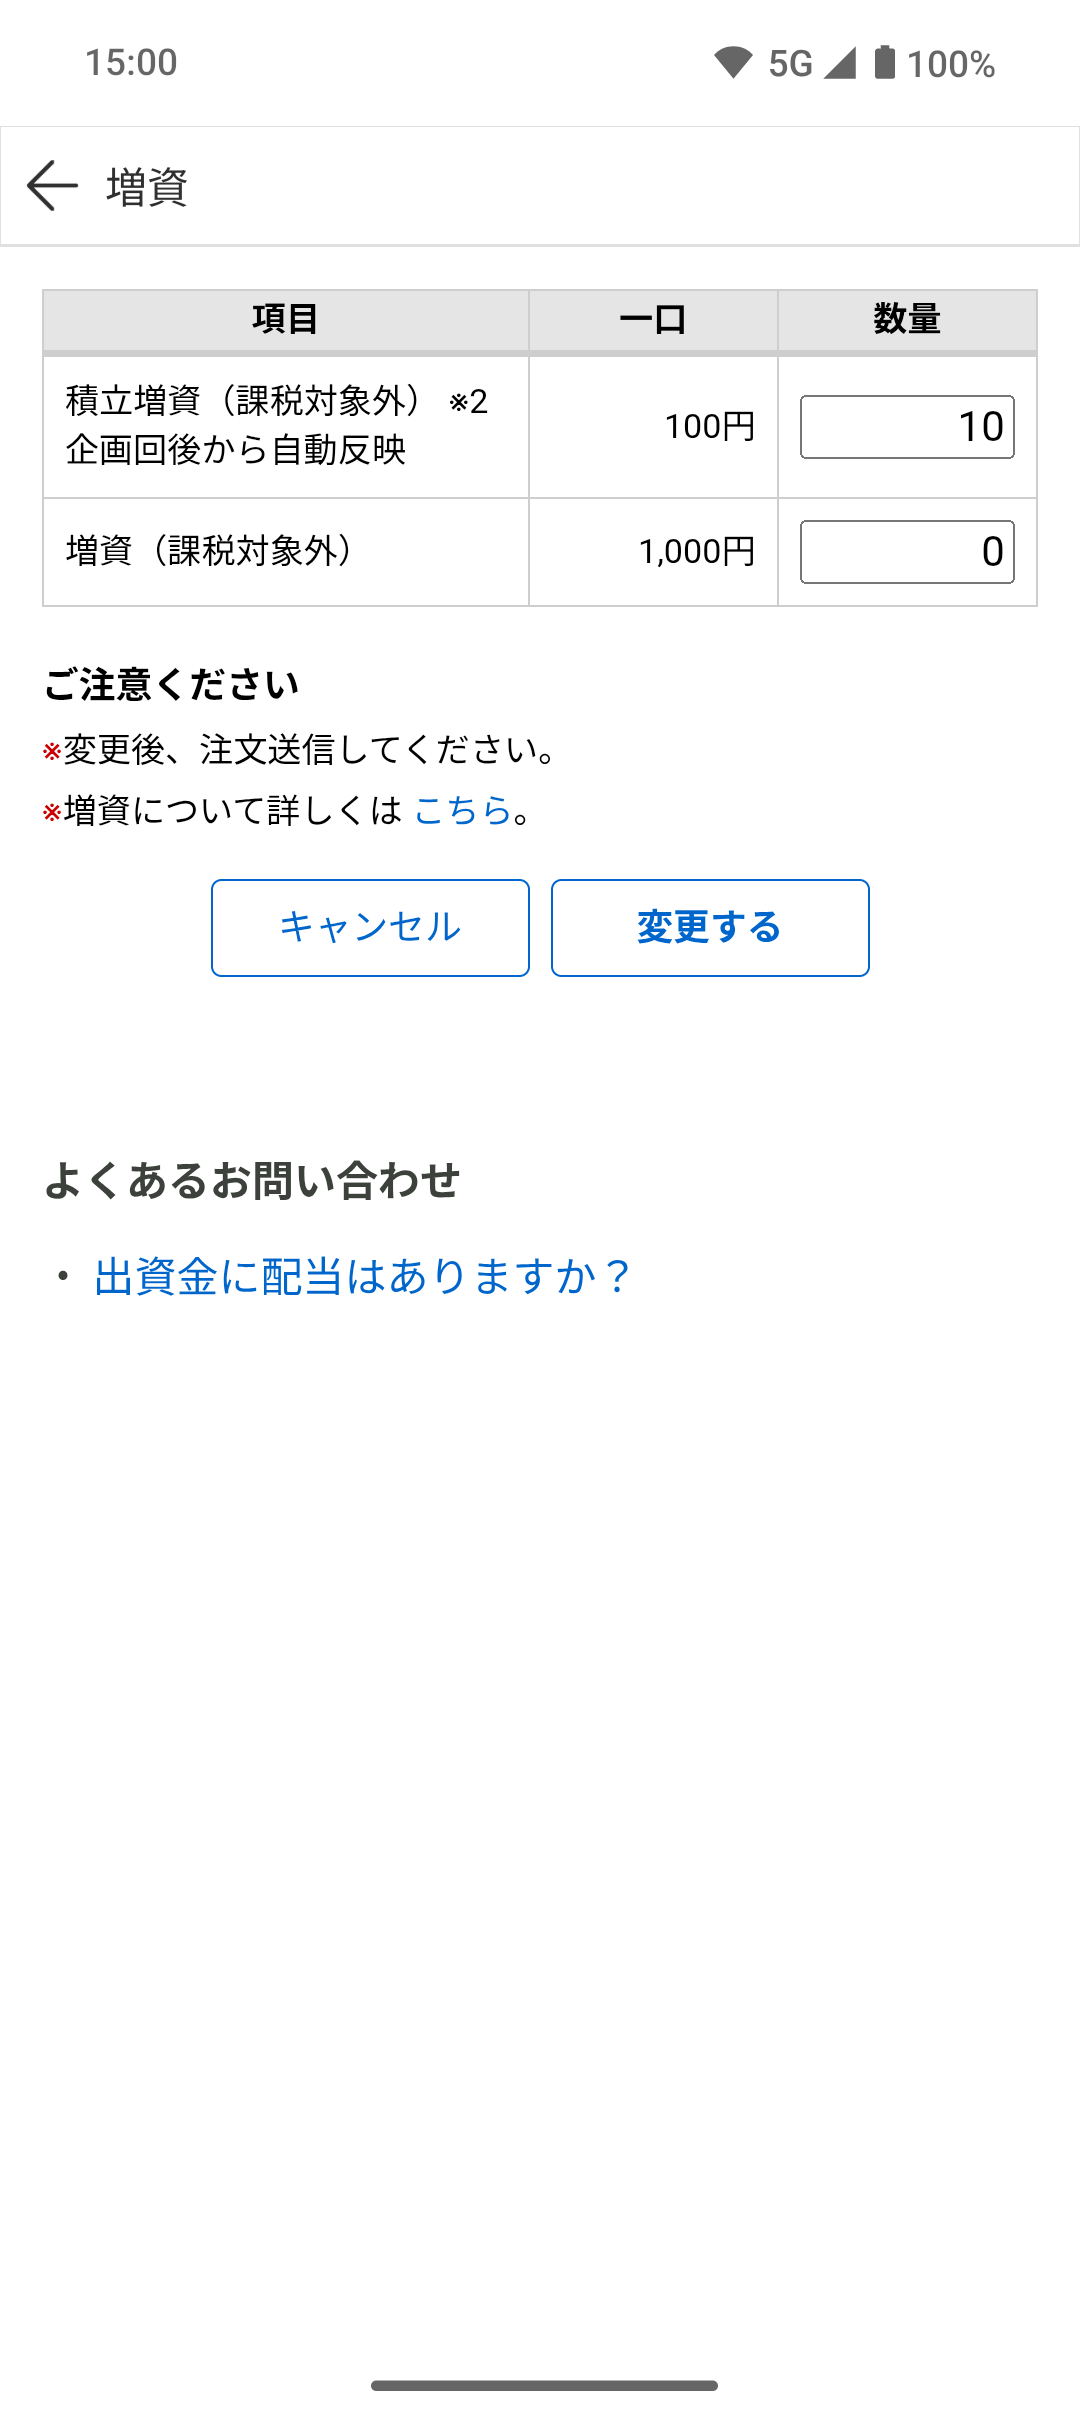 15:00 5G 100%
増資
項目 一口 数量
積立増資（課税対象外） ※2
企画回後から自動反映 100円 10
増資（課税対象外） 1,000円 0
ご注意ください
※変更後、注文送信してください。
※増資について詳しくは こちら。
キャンセル 変更する
よくあるお問い合わせ
・ 出資金に配当はありますか？